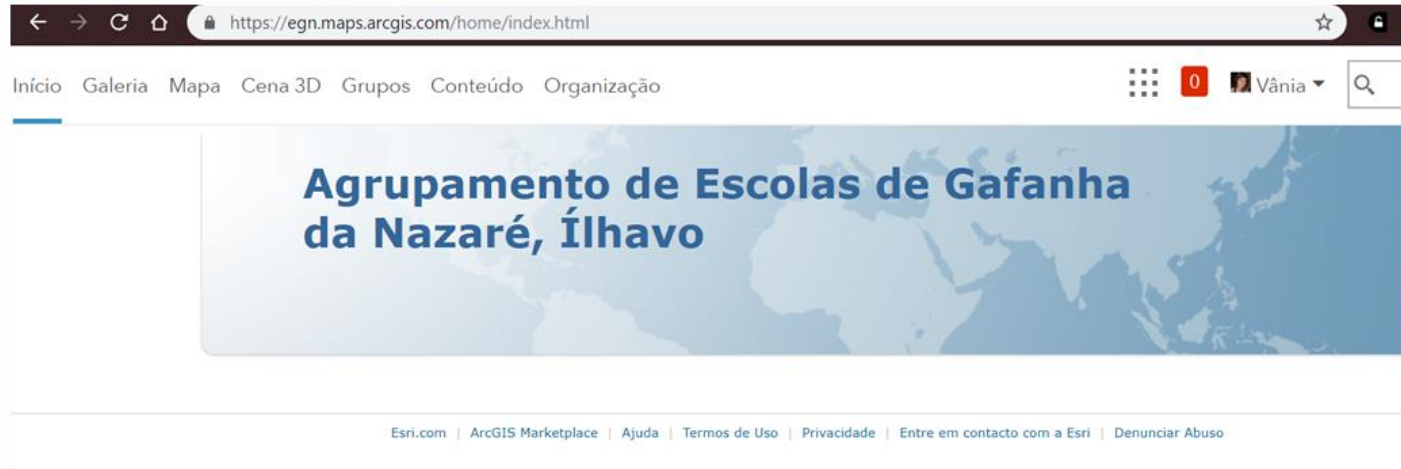 https://egn.maps.arcgis.com/home/index.html
Início Galeria Mapa Cena 3D Grupos Conteúdo Organização 0 Vânia
Agrupamento de Escolas de Gafanha
da Nazaré, Ílhavo
Esri.com | ArcGIS Marketplace | Ajuda | Termos de Uso | Privacidade | Entre em contacto com a Esri | Denunciar Abuso